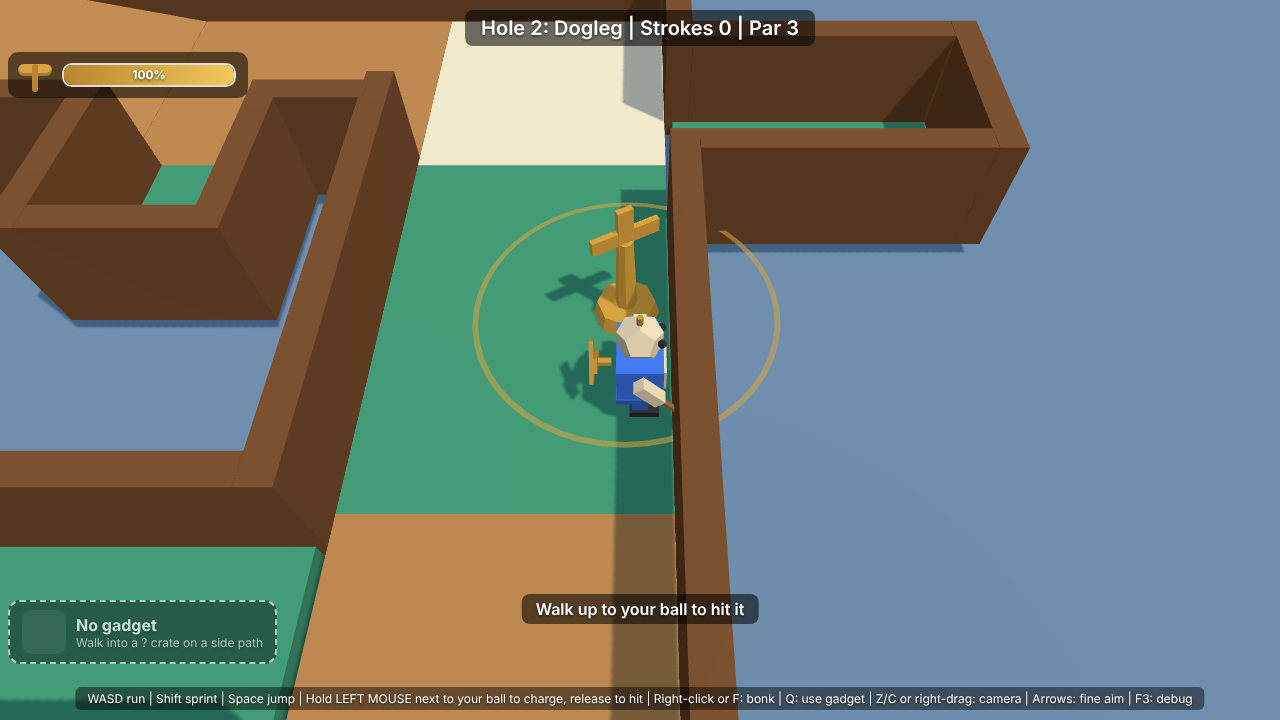 Hole 2: Dogleg | Strokes 0 | Par 3
100%
Walk up to your ball to hit it
No gadget
Walk into a ? crate on a side path
WASD run | Shift sprint | Space jump | Hold LEFT MOUSE next to your ball to charge, release to hit | Right-click or F: bonk | Q: use gadget | Z/C or right-drag: camera | Arrows: fine aim | F3: debug